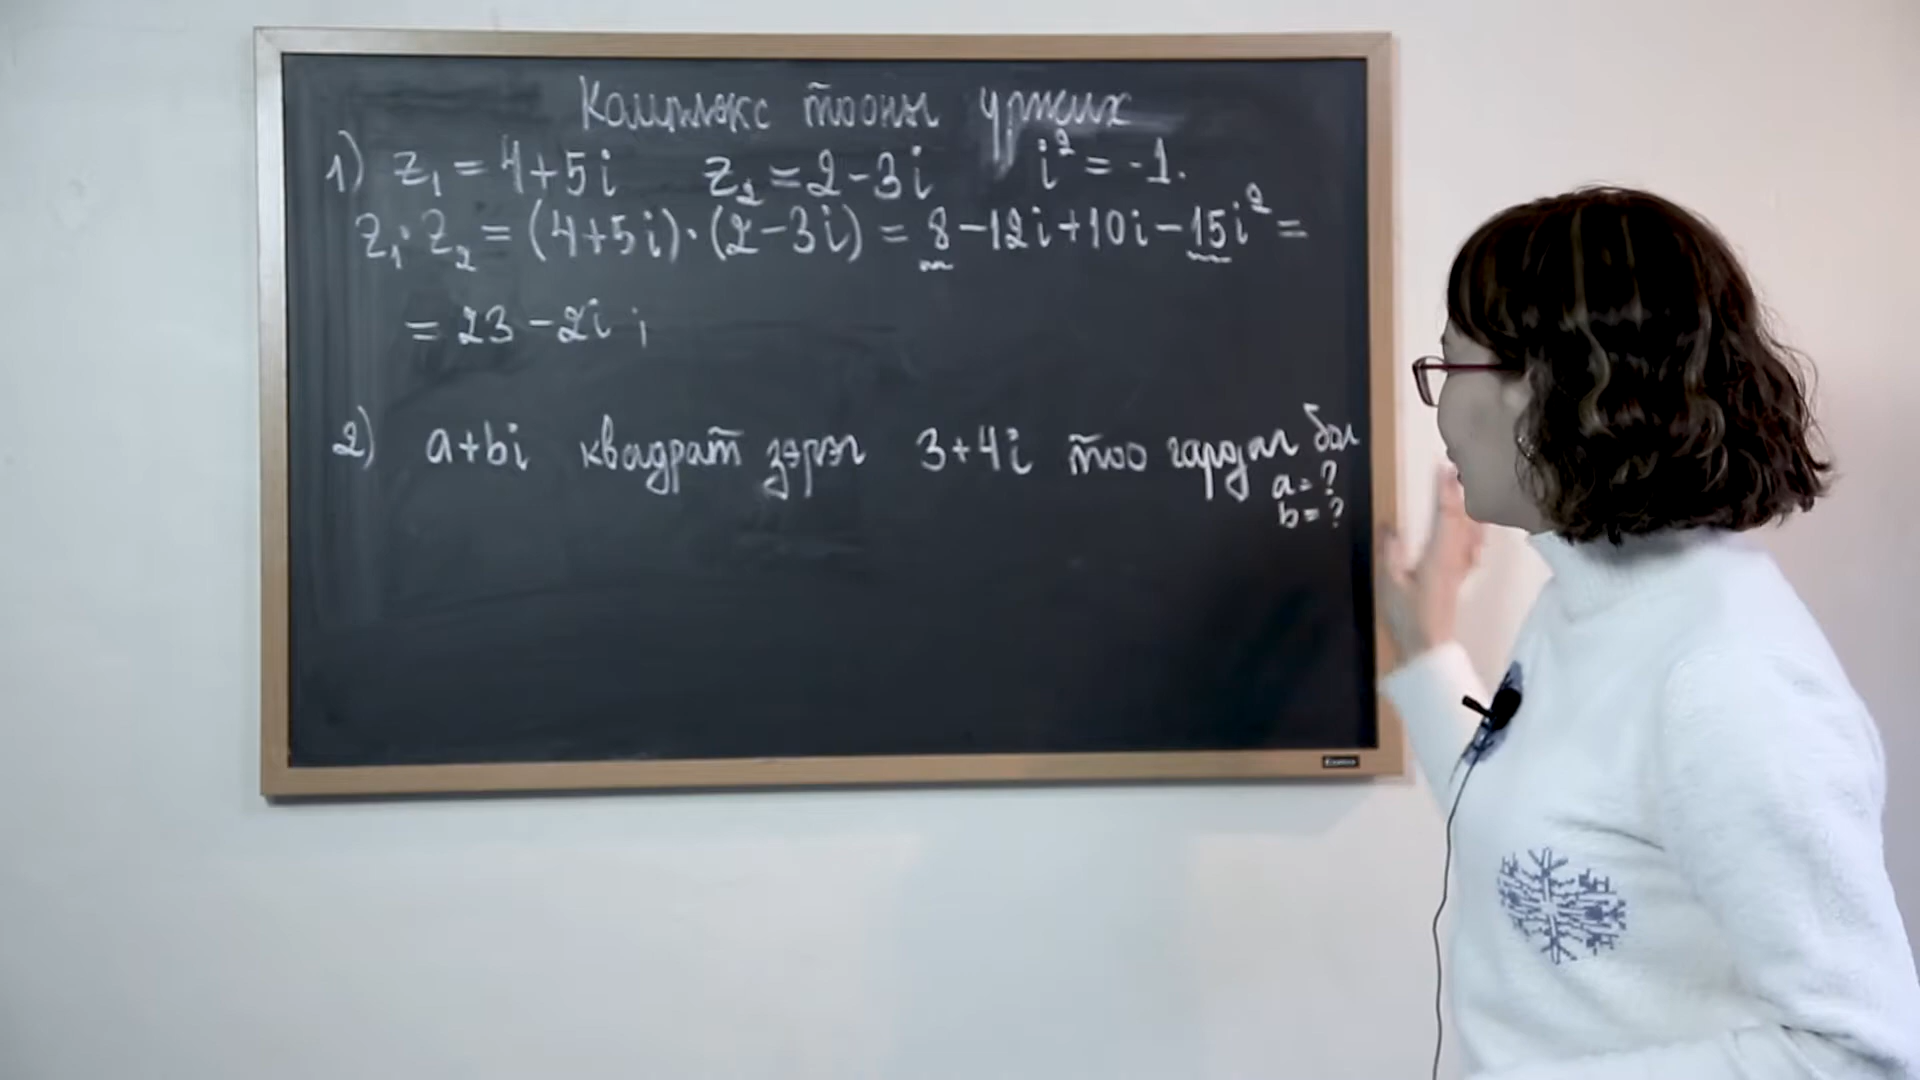 Комплекс тооны үржих
1) z₁ = 4+5i z₂ = 2-3i i² = -1.
z₁·z₂ = (4+5i)·(2-3i) = 8-12i+10i-15i² =
= 23-2i ;
2) a+bi квадрат зэрэг 3+4i тоо гардаг бол
a = ?
b = ?